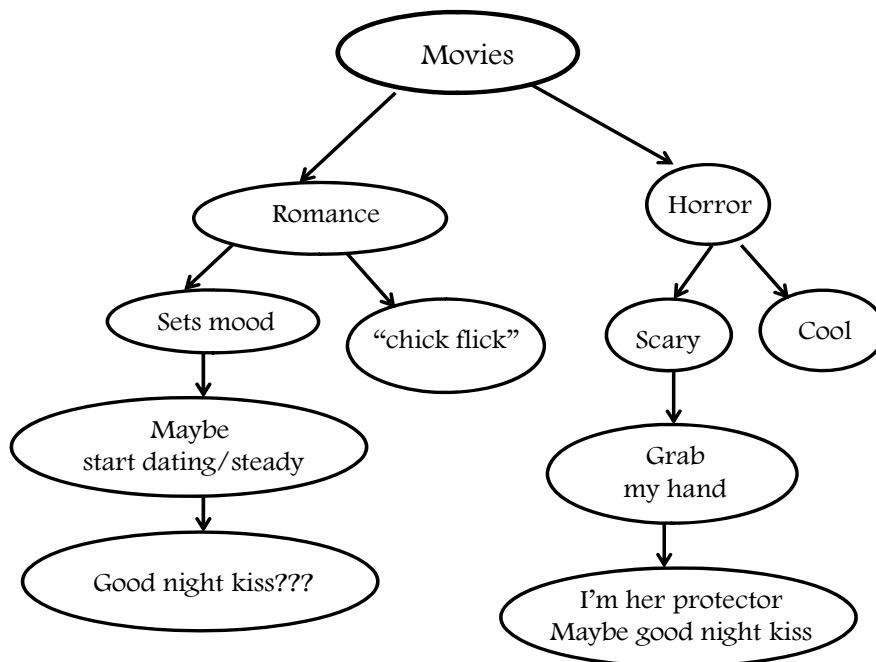 Movies
Romance
Horror
Sets mood
“chick flick”
Scary
Cool
Maybe
start dating/steady
Grab
my hand
Good night kiss???
I’m her protector
Maybe good night kiss